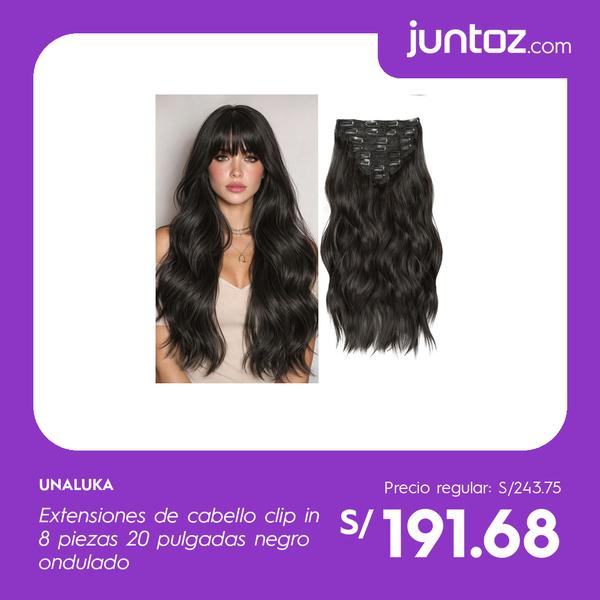 juntoz.com
UNALUKA
Extensiones de cabello clip in
8 piezas 20 pulgadas negro
ondulado
Precio regular: S/243.75
S/191.68